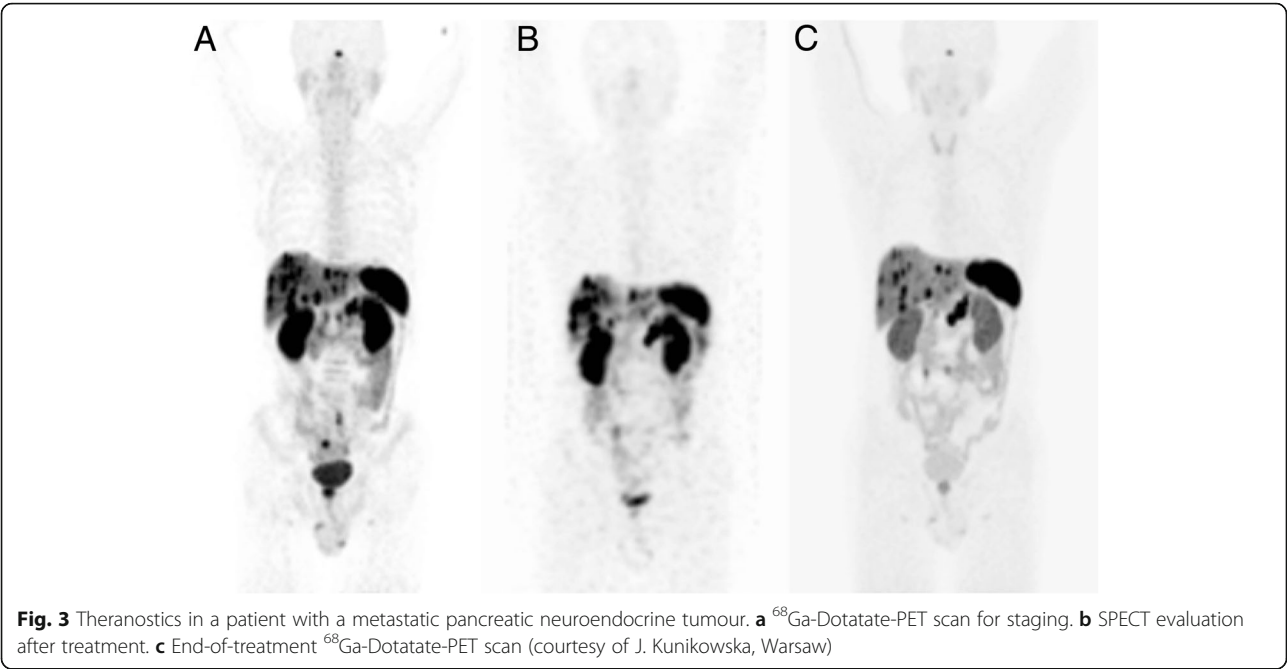 A B C
Fig. 3 Theranostics in a patient with a metastatic pancreatic neuroendocrine tumour. a ⁶⁸Ga-Dotatate-PET scan for staging. b SPECT evaluation
after treatment. c End-of-treatment ⁶⁸Ga-Dotatate-PET scan (courtesy of J. Kunikowska, Warsaw)